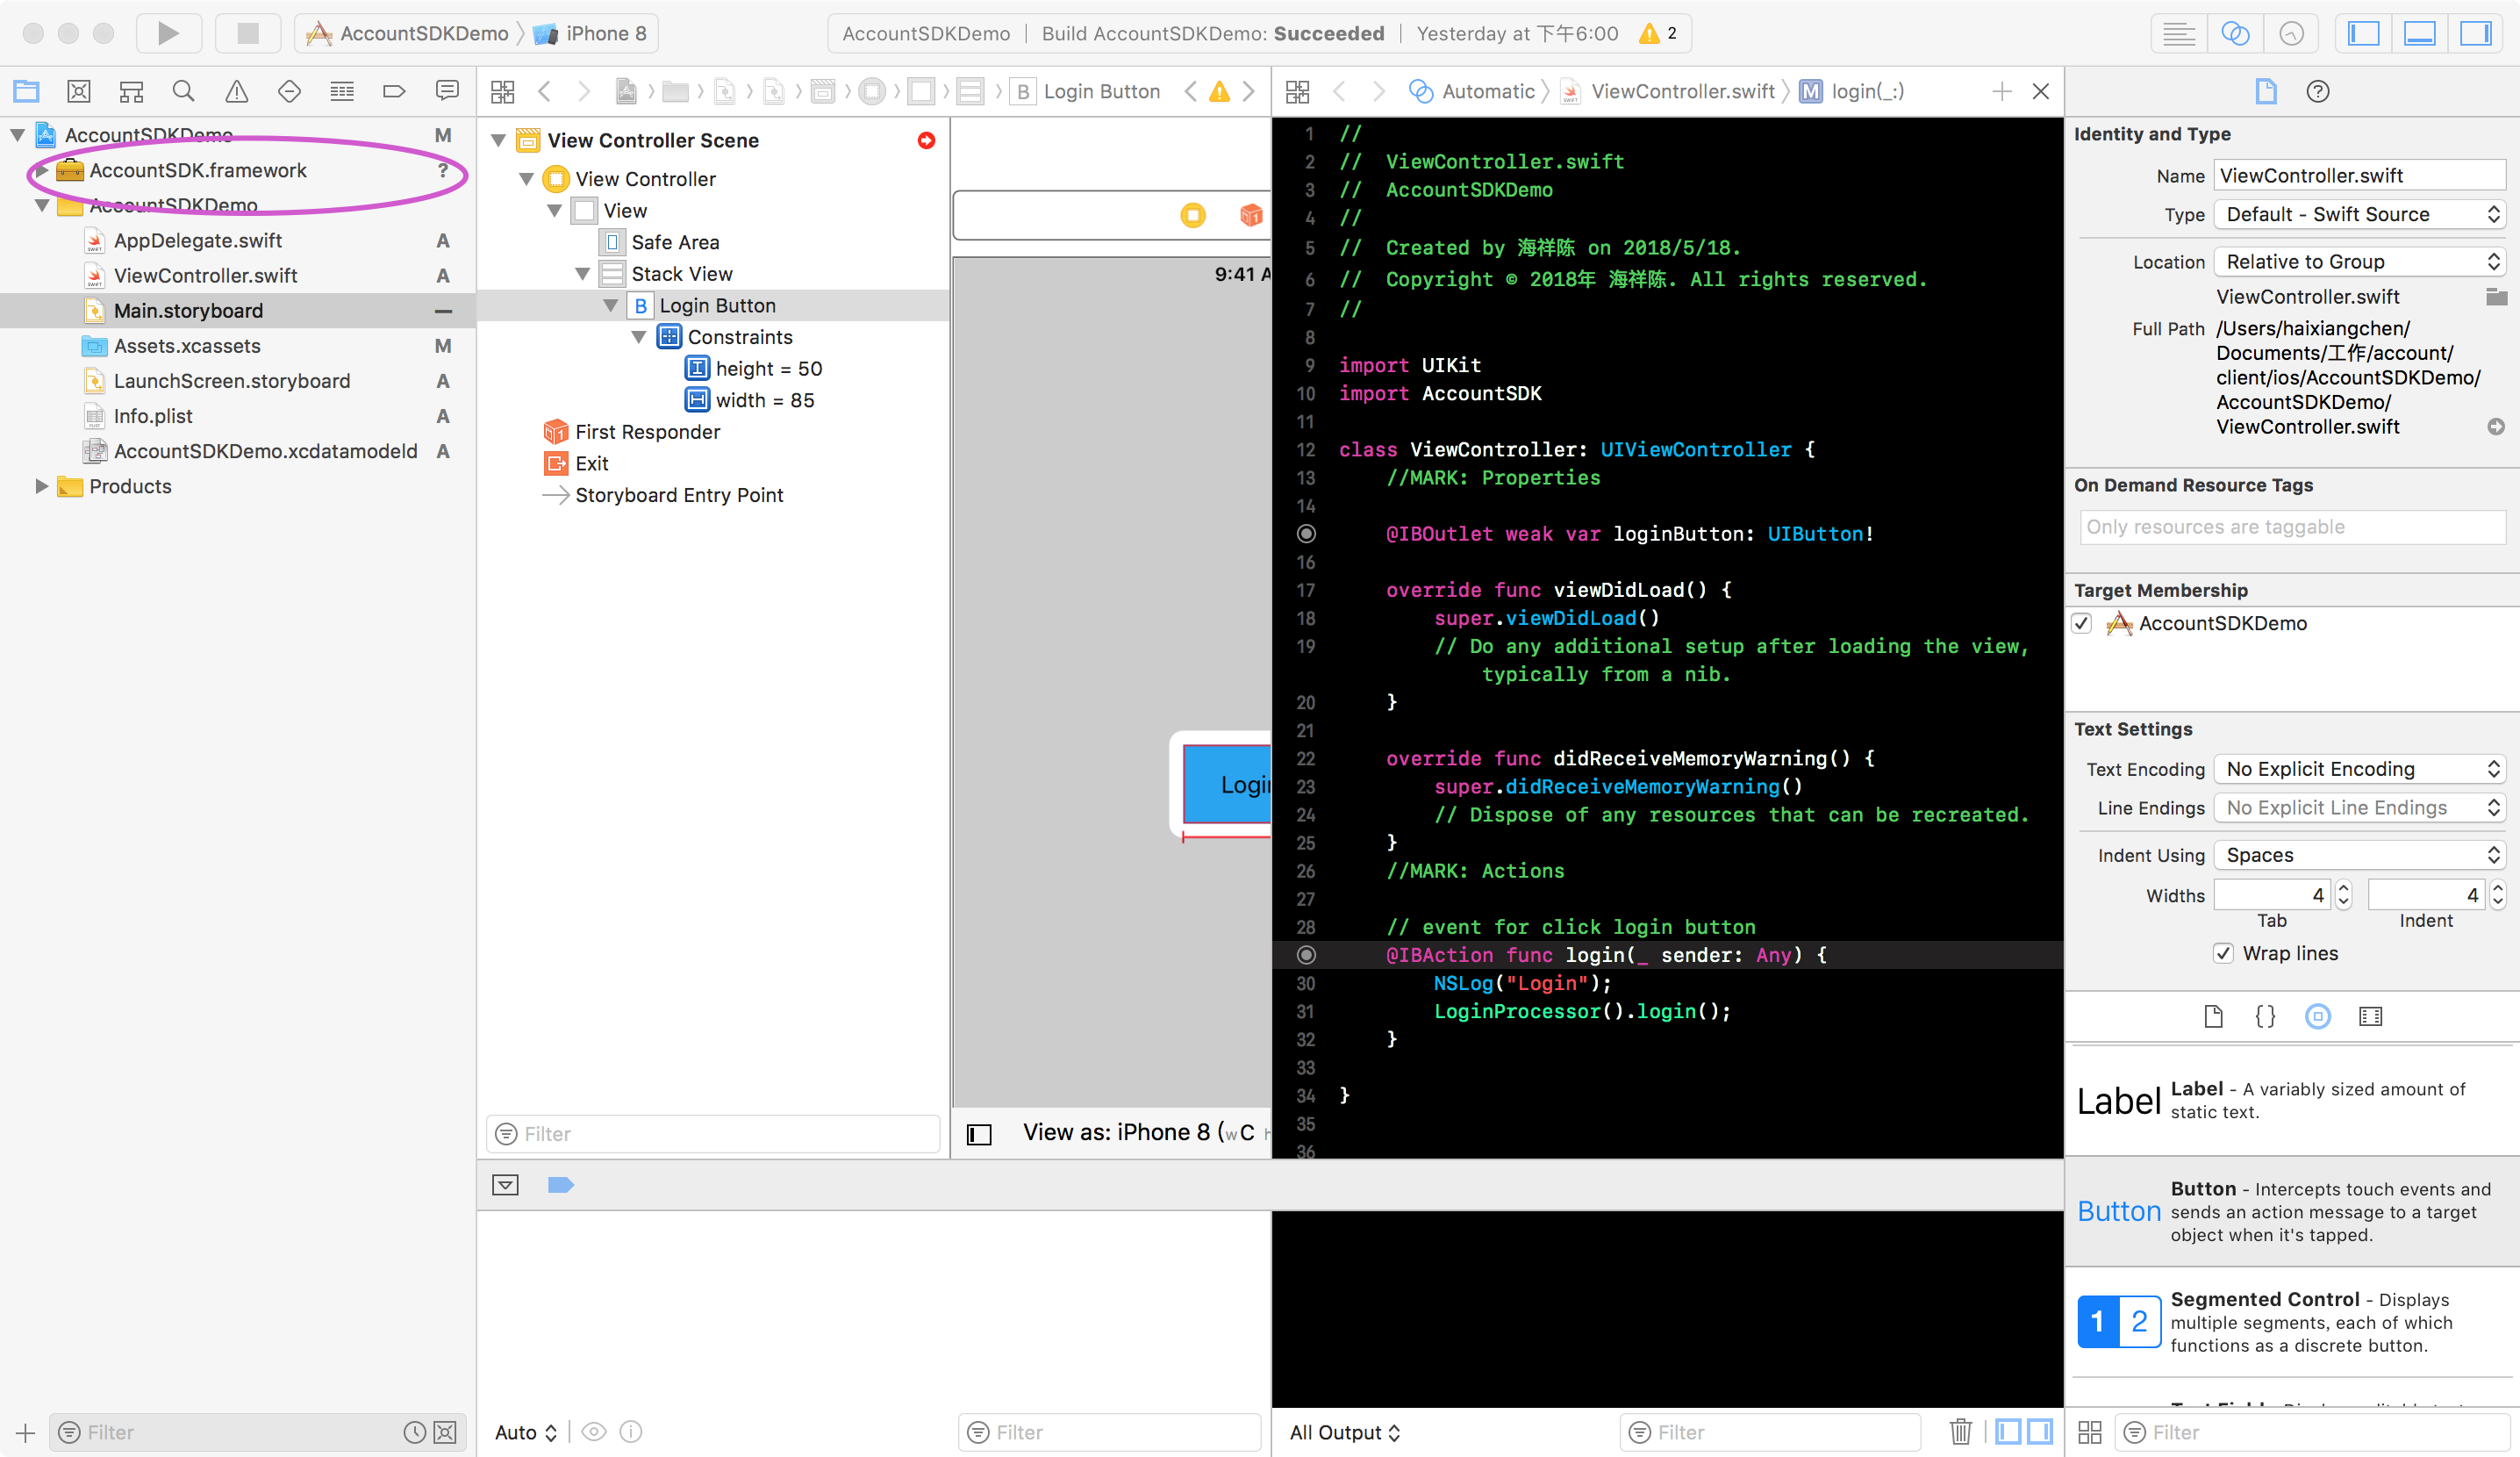 AccountSDKDemo iPhone 8
AccountSDKDemo Build AccountSDKDemo: Succeeded Yesterday at 下午6:00 2
B Login Button
Automatic ViewController.swift M login(_:)
AccountSDKDemo M
AccountSDK.framework ?
AccountSDKDemo
AppDelegate.swift A
ViewController.swift A
Main.storyboard
Assets.xcassets M
LaunchScreen.storyboard A
Info.plist A
AccountSDKDemo.xcdatamodeld A
Products
Filter
View Controller Scene
View Controller
View
Safe Area
Stack View
B Login Button
Constraints
height = 50
width = 85
First Responder
Exit
Storyboard Entry Point
Filter
9:41 A
Login
View as: iPhone 8 (wC
1 //
2 // ViewController.swift
3 // AccountSDKDemo
4 //
5 // Created by 海祥陈 on 2018/5/18.
6 // Copyright © 2018年 海祥陈. All rights reserved.
7 //
8
9 import UIKit
10 import AccountSDK
11
12 class ViewController: UIViewController {
13 //MARK: Properties
14
@IBOutlet weak var loginButton: UIButton!
16
17 override func viewDidLoad() {
18 super.viewDidLoad()
19 // Do any additional setup after loading the view,
typically from a nib.
20 }
21
22 override func didReceiveMemoryWarning() {
23 super.didReceiveMemoryWarning()
24 // Dispose of any resources that can be recreated.
25 }
26 //MARK: Actions
27
28 // event for click login button
@IBAction func login(_ sender: Any) {
30 NSLog("Login");
31 LoginProcessor().login();
32 }
33
34 }
35
36
Auto
Filter
All Output
Filter
Identity and Type
Name ViewController.swift
Type Default - Swift Source
Location Relative to Group
ViewController.swift
Full Path /Users/haixiangchen/
Documents/工作/account/
client/ios/AccountSDKDemo/
AccountSDKDemo/
ViewController.swift
On Demand Resource Tags
Only resources are taggable
Target Membership
AccountSDKDemo
Text Settings
Text Encoding No Explicit Encoding
Line Endings No Explicit Line Endings
Indent Using Spaces
Widths 4 4
Tab Indent
Wrap lines
{}
Label Label - A variably sized amount of
static text.
Button Button - Intercepts touch events and
sends an action message to a target
object when it's tapped.
1 2 Segmented Control - Displays
multiple segments, each of which
functions as a discrete button.
Filter